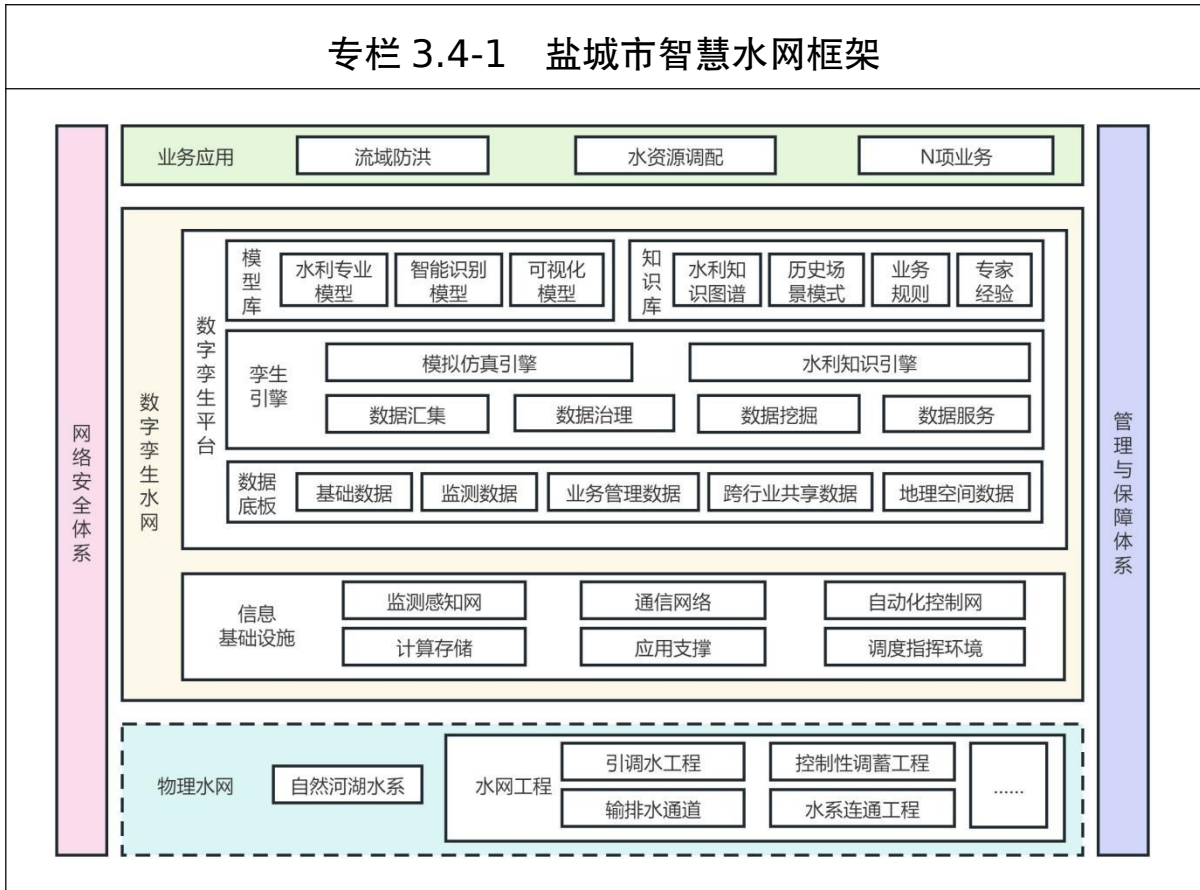 专栏 3.4-1 盐城市智慧水网框架
网络安全体系
业务应用
流域防洪
水资源调配
N项业务
数字孪生水网
数字孪生平台
模型库
水利专业
模型
智能识别
模型
可视化
模型
知识库
水利知
识图谱
历史场
景模式
业务
规则
专家
经验
孪生
引擎
模拟仿真引擎
水利知识引擎
数据汇集
数据治理
数据挖掘
数据服务
数据
底板
基础数据
监测数据
业务管理数据
跨行业共享数据
地理空间数据
信息
基础设施
监测感知网
通信网络
自动化控制网
计算存储
应用支撑
调度指挥环境
物理水网
自然河湖水系
水网工程
引调水工程
控制性调蓄工程
输排水通道
水系连通工程
……
管理与保障体系